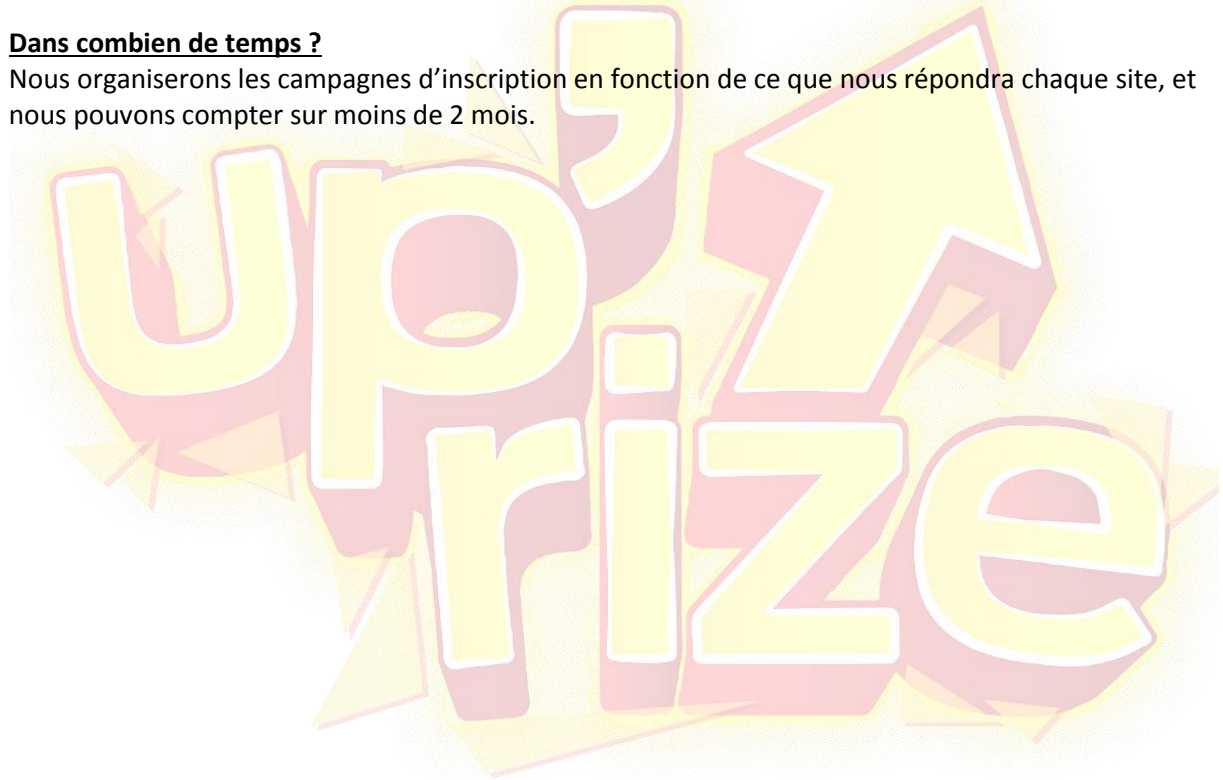 Dans combien de temps ?
Nous organiserons les campagnes d’inscription en fonction de ce que nous répondra chaque site, et
nous pouvons compter sur moins de 2 mois.
up’
rize